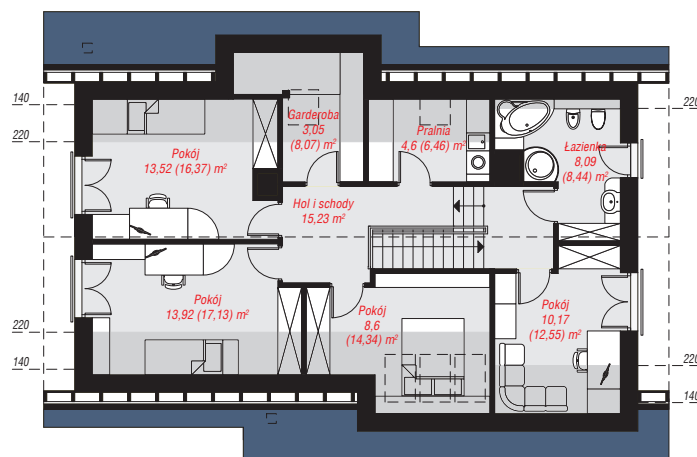 140
220
Pokój
13,52 (16,37) m²
Garderoba
3,05
(8,07) m²
Pralnia
4,6 (6,46) m²
220
Łazienka
8,09
(8,44) m²
Hol i schody
15,23 m²
Pokój
13,92 (17,13) m²
Pokój
8,6
(14,34) m²
Pokój
10,17
(12,55) m²
220
140
220
140